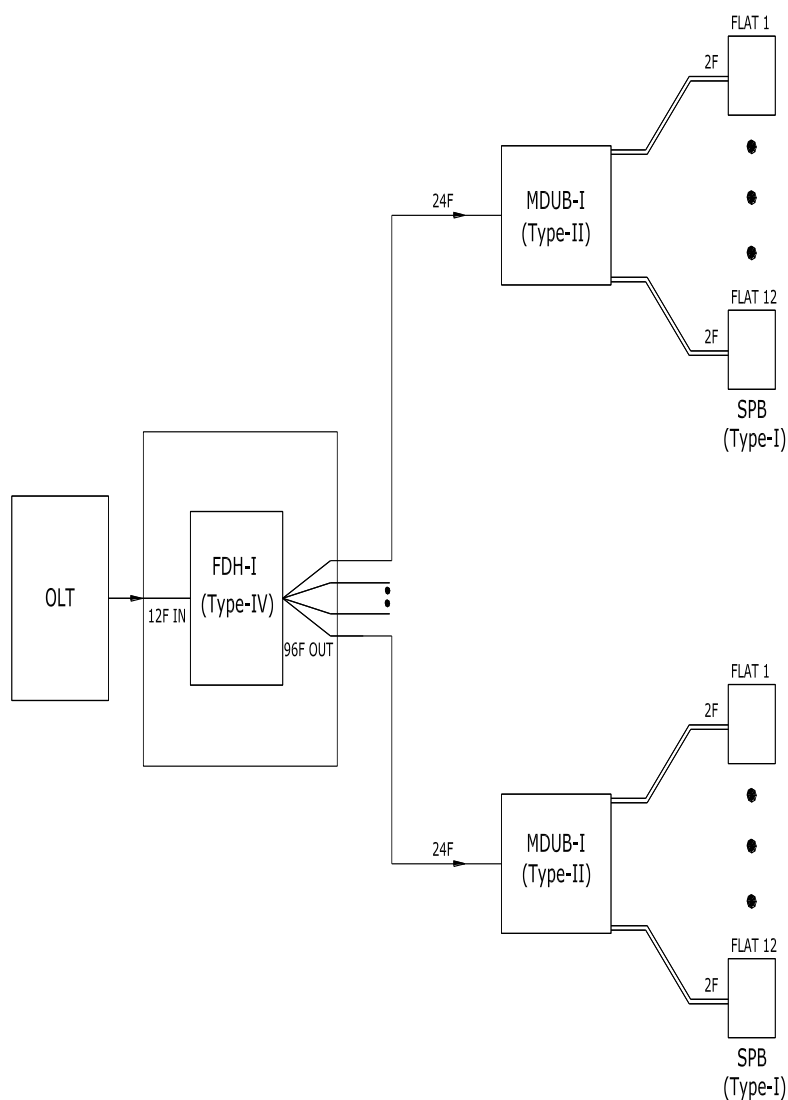 FLAT 1
2F
24F
MDUB-I
(Type-II)
FLAT 12
2F
SPB
(Type-I)
OLT
12F IN
FDH-I
(Type-IV)
96F OUT
FLAT 1
2F
24F
MDUB-I
(Type-II)
FLAT 12
2F
SPB
(Type-I)